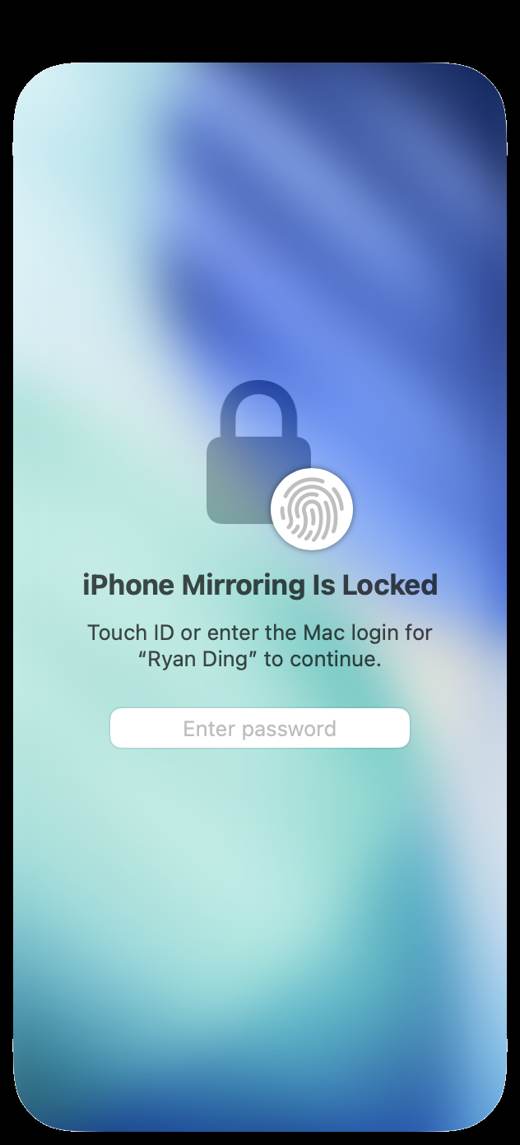 iPhone Mirroring Is Locked
Touch ID or enter the Mac login for
“Ryan Ding” to continue.
Enter password